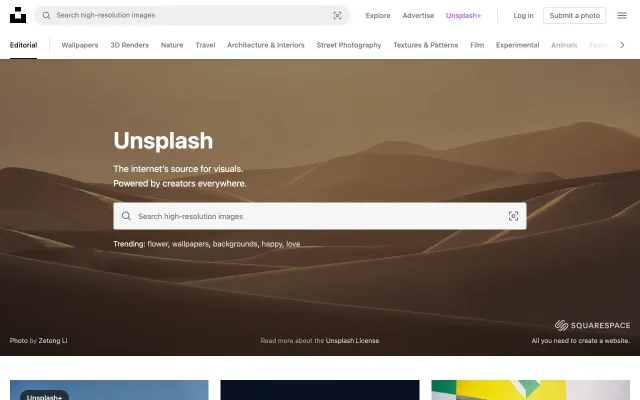 Search high-resolution images
Explore
Advertise
Unsplash+
Log in
Submit a photo
Editorial
Wallpapers
3D Renders
Nature
Travel
Architecture & Interiors
Street Photography
Textures & Patterns
Film
Experimental
Animals
Unsplash
The internet's source for visuals.
Powered by creators everywhere.
Search high-resolution images
Trending: flower, wallpapers, backgrounds, happy, love
SQUARESPACE
Photo by Zetong Li
Read more about the Unsplash License
All you need to create a website.
Unsplash+